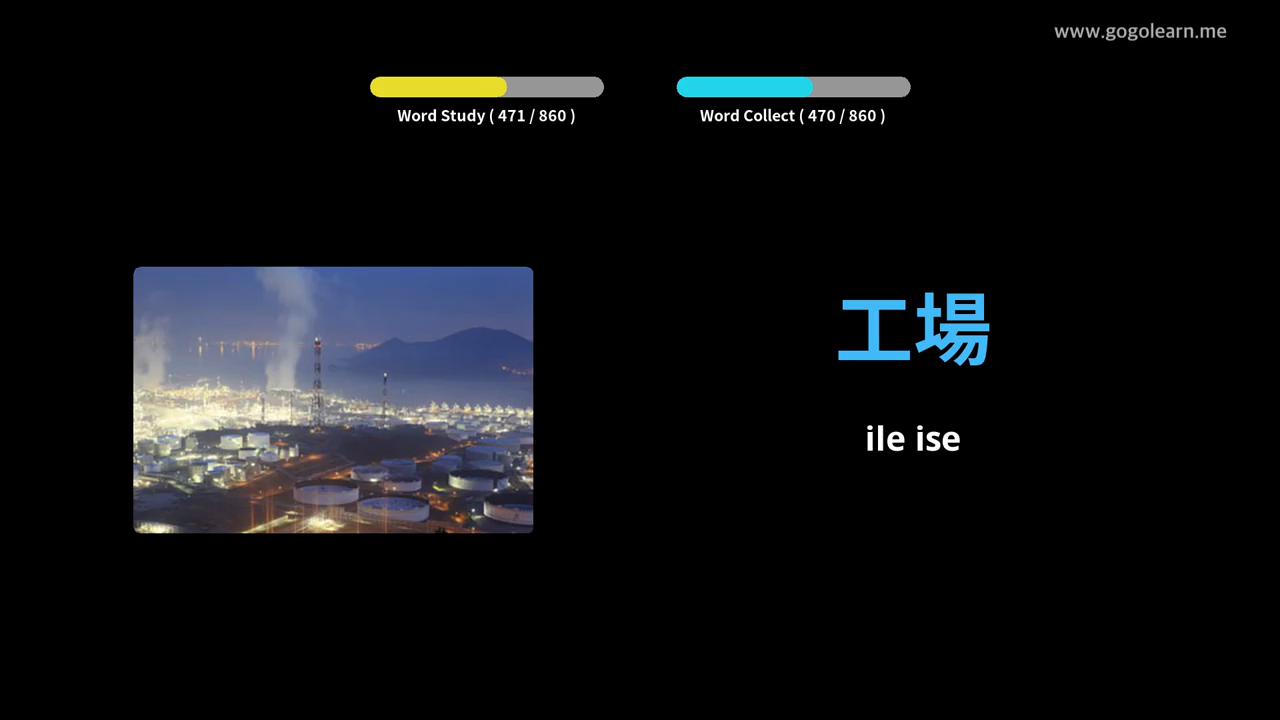 www.gogolearn.me
Word Study ( 471 / 860 )
Word Collect ( 470 / 860 )
工場
ile ise